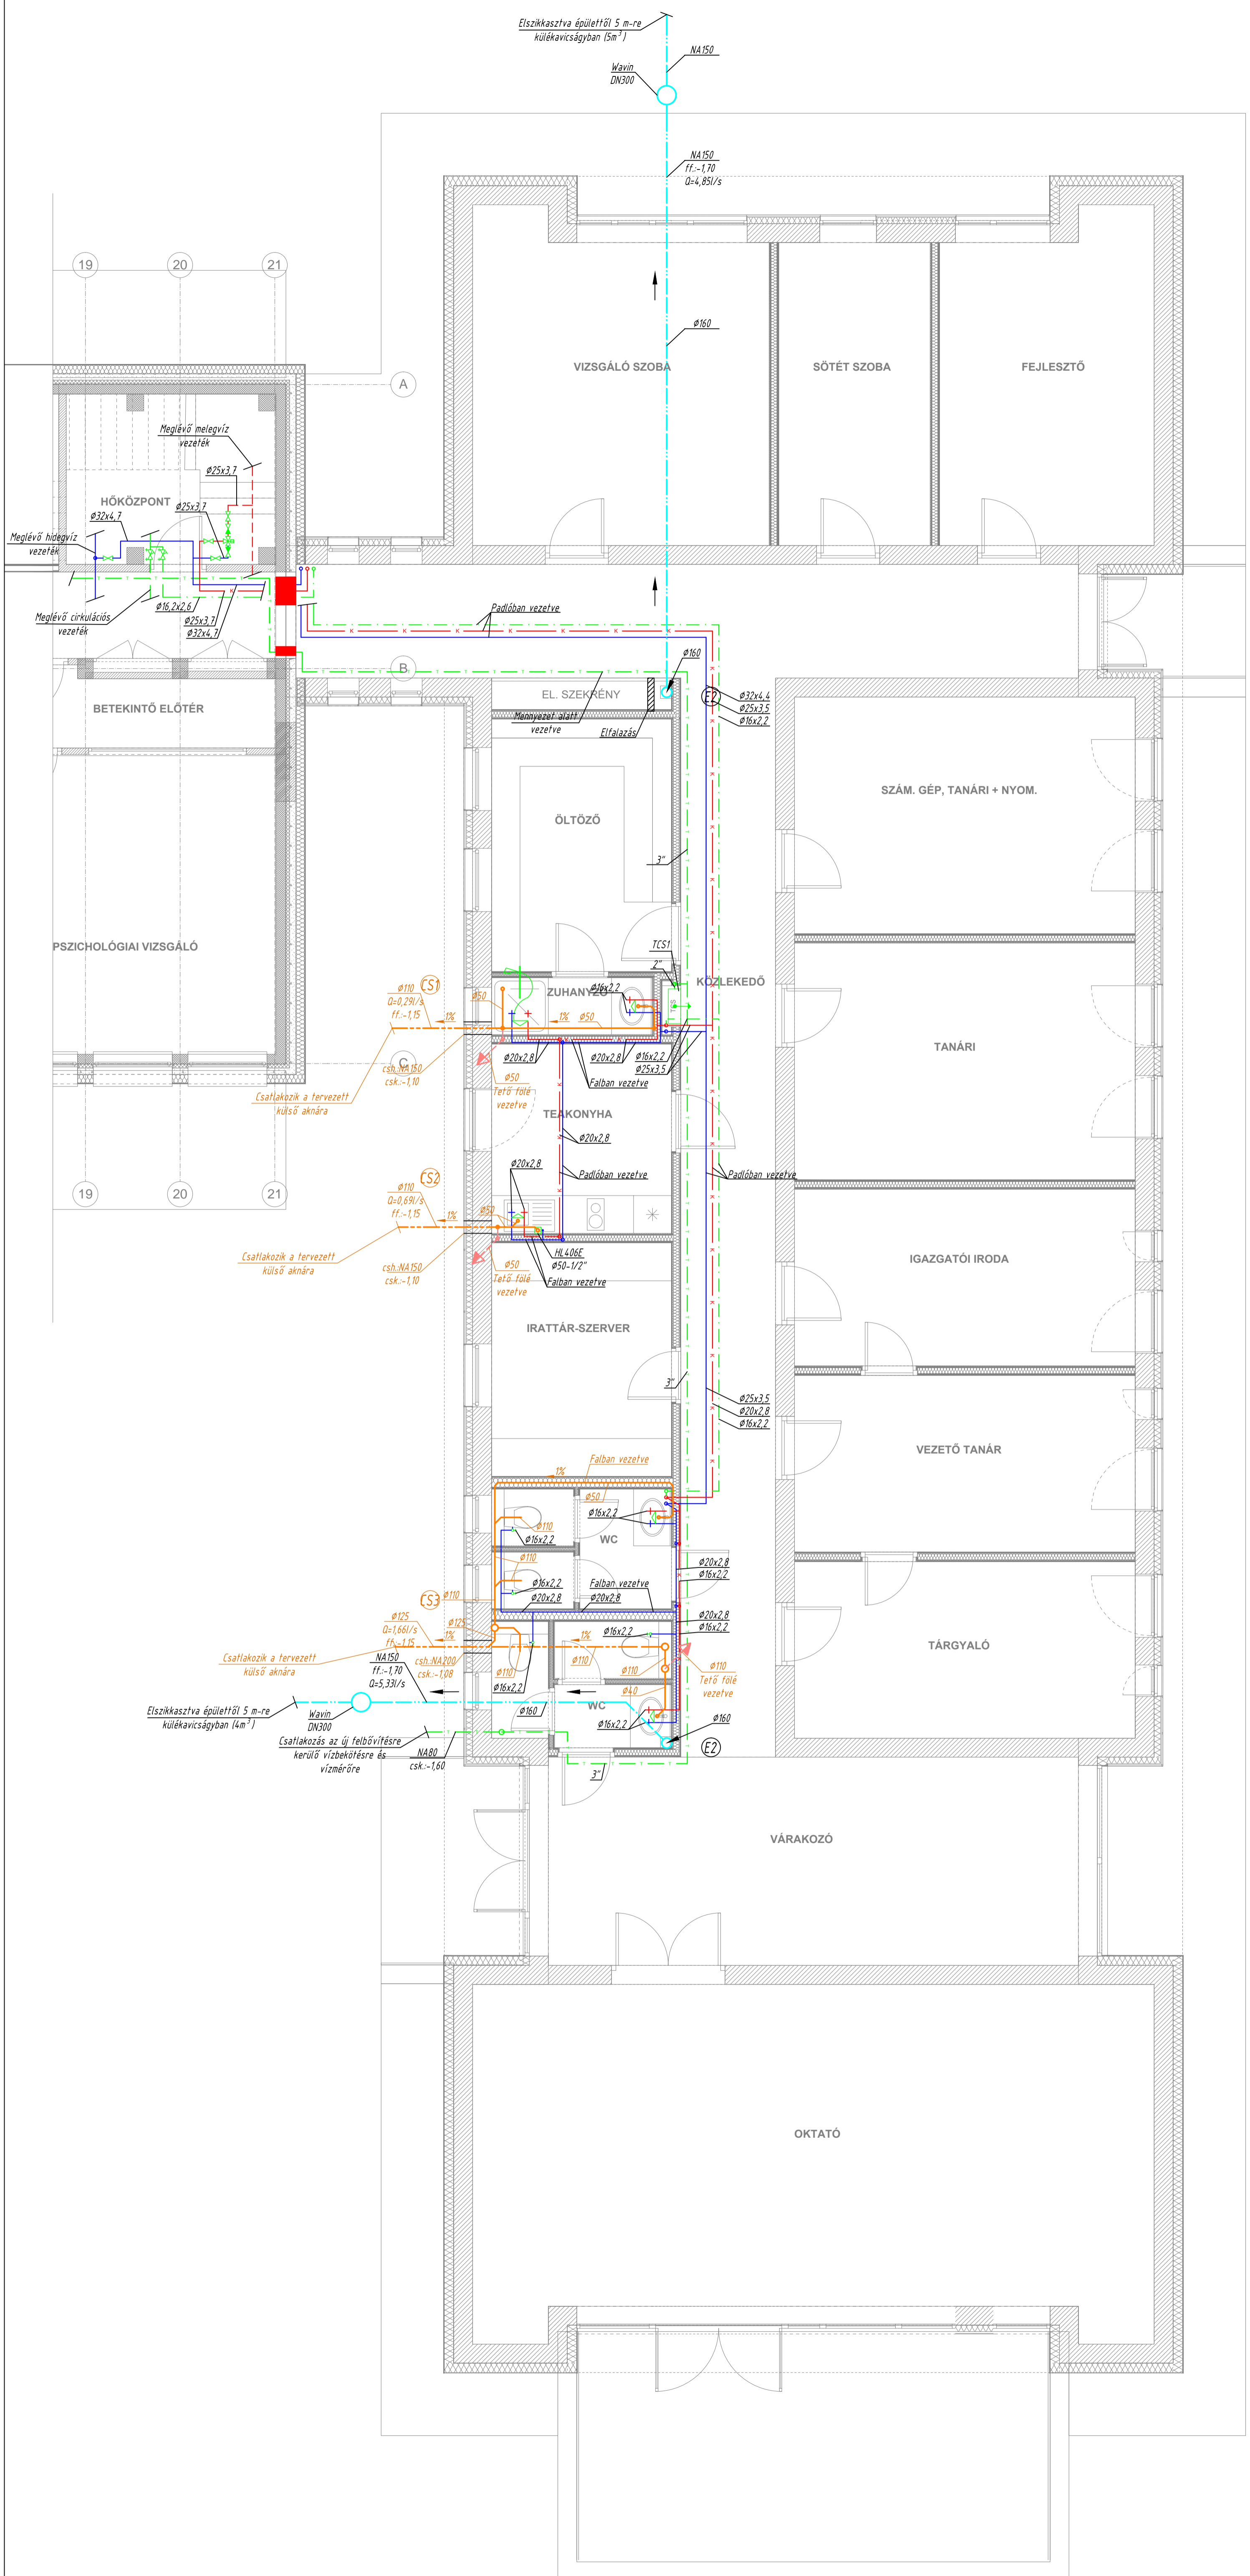 Elszikkasztva épülettől 5 m-re
külékavicságyban (5m³)
NA150
Wavin
DN300
NA150
ff.:-1,70
Q=4,85l/s
19
20
21
Ø160
VIZSGÁLÓ SZOBA
SÖTÉT SZOBA
FEJLESZTŐ
A
Meglévő melegvíz
vezeték
Ø25x3,7
HŐKÖZPONT
Ø25x3,7
Ø32x4,7
Meglévő hidegvíz
vezeték
Meglévő cirkulációs
vezeték
Ø16,2x2,6
Ø25x3,7
Ø32x4,7
Padlóban vezetve
Ø160
B
EL. SZEKRÉNY
E2
Ø32x4,4
Ø25x3,5
Ø16x2,2
BETEKINTŐ ELŐTÉR
Mennyezet alatt
vezetve
Elfalazás
SZÁM. GÉP, TANÁRI + NYOM.
ÖLTÖZŐ
3"
PSZICHOLÓGIAI VIZSGÁLÓ
TCS1
2"
KÖZLEKEDŐ
TCS
CS1
Ø110
Q=0,29l/s
ff.:-1,15
1%
Ø50
ZUHANYZÓ
Ø16x2,2
1%
Ø50
TANÁRI
C
csh.:NA150
csk.:-1,10
Ø20x2,8
Ø20x2,8
Ø16x2,2
Ø25x3,5
Falban vezetve
Ø50
Tető fölé
vezetve
Csatlakozik a tervezett
külső aknára
TEAKONYHA
Ø20x2,8
Ø20x2,8
Padlóban vezetve
Padlóban vezetve
19
20
21
CS2
Ø110
Q=0,69l/s
ff.:-1,15
1%
Ø50
Csatlakozik a tervezett
külső aknára
csh.:NA150
csk.:-1,10
Ø50
Tető fölé
vezetve
HL406E
Ø50-1/2"
Falban vezetve
IGAZGATÓI IRODA
IRATTÁR-SZERVER
3"
Ø25x3,5
Ø20x2,8
Ø16x2,2
VEZETŐ TANÁR
Falban vezetve
1%
Ø50
Ø16x2,2
Ø110
Ø16x2,2
WC
Ø110
Ø20x2,8
Ø16x2,2
Ø16x2,2
Falban vezetve
Ø20x2,8
Ø20x2,8
CS3
Ø110
Ø125
Q=1,66l/s
ff.:-1,15
Ø125
1%
Ø20x2,8
Ø16x2,2
Ø16x2,2
1%
Ø110
TÁRGYALÓ
Csatlakozik a tervezett
külső aknára
csh.:NA200
csk.:-1,08
Ø110
Ø110
Ø110
Tető fölé
vezetve
NA150
ff.:-1,70
Q=5,33l/s
Ø16x2,2
Ø40
WC
Elszikkasztva épülettől 5 m-re
külékavicságyban (4m³)
Wavin
DN300
Ø160
Ø16x2,2
Ø160
Csatlakozás az új felbővítésre
kerülő vízbekötésre és
vízmérőre
NA80
csk.:-1,60
E2
3"
VÁRAKOZÓ
OKTATÓ